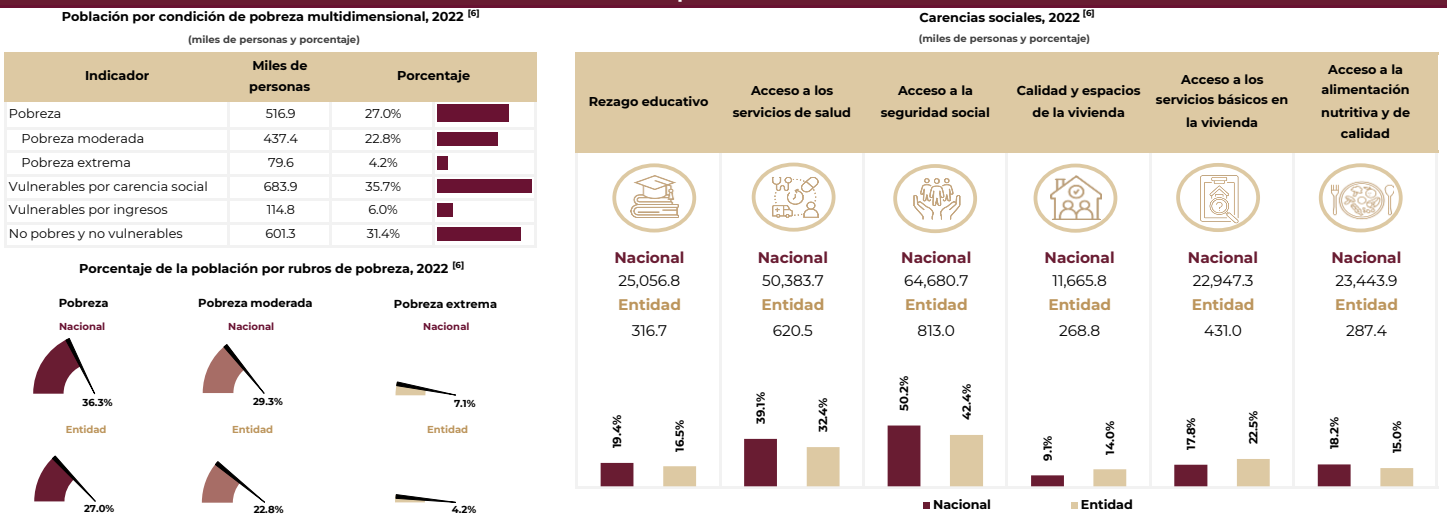 Población por condición de pobreza multidimensional, 2022 [6]
(miles de personas y porcentaje)
Indicador Miles de personas Porcentaje
Pobreza 516.9 27.0%
Pobreza moderada 437.4 22.8%
Pobreza extrema 79.6 4.2%
Vulnerables por carencia social 683.9 35.7%
Vulnerables por ingresos 114.8 6.0%
No pobres y no vulnerables 601.3 31.4%
Porcentaje de la población por rubros de pobreza, 2022 [6]
Pobreza Pobreza moderada Pobreza extrema
Nacional Nacional Nacional
36.3% 29.3% 7.1%
Entidad Entidad Entidad
27.0% 22.8% 4.2%
Carencias sociales, 2022 [6]
(miles de personas y porcentaje)
Rezago educativo
Acceso a los
servicios de salud
Acceso a la
seguridad social
Calidad y espacios
de la vivienda
Acceso a los
servicios básicos en
la vivienda
Acceso a la
alimentación
nutritiva y de
calidad
Nacional Nacional Nacional Nacional Nacional Nacional
25,056.8 50,383.7 64,680.7 11,665.8 22,947.3 23,443.9
Entidad Entidad Entidad Entidad Entidad Entidad
316.7 620.5 813.0 268.8 431.0 287.4
19.4% 16.5% 39.1% 32.4% 50.2% 42.4% 9.1% 14.0% 17.8% 22.5% 18.2% 15.0%
Nacional Entidad